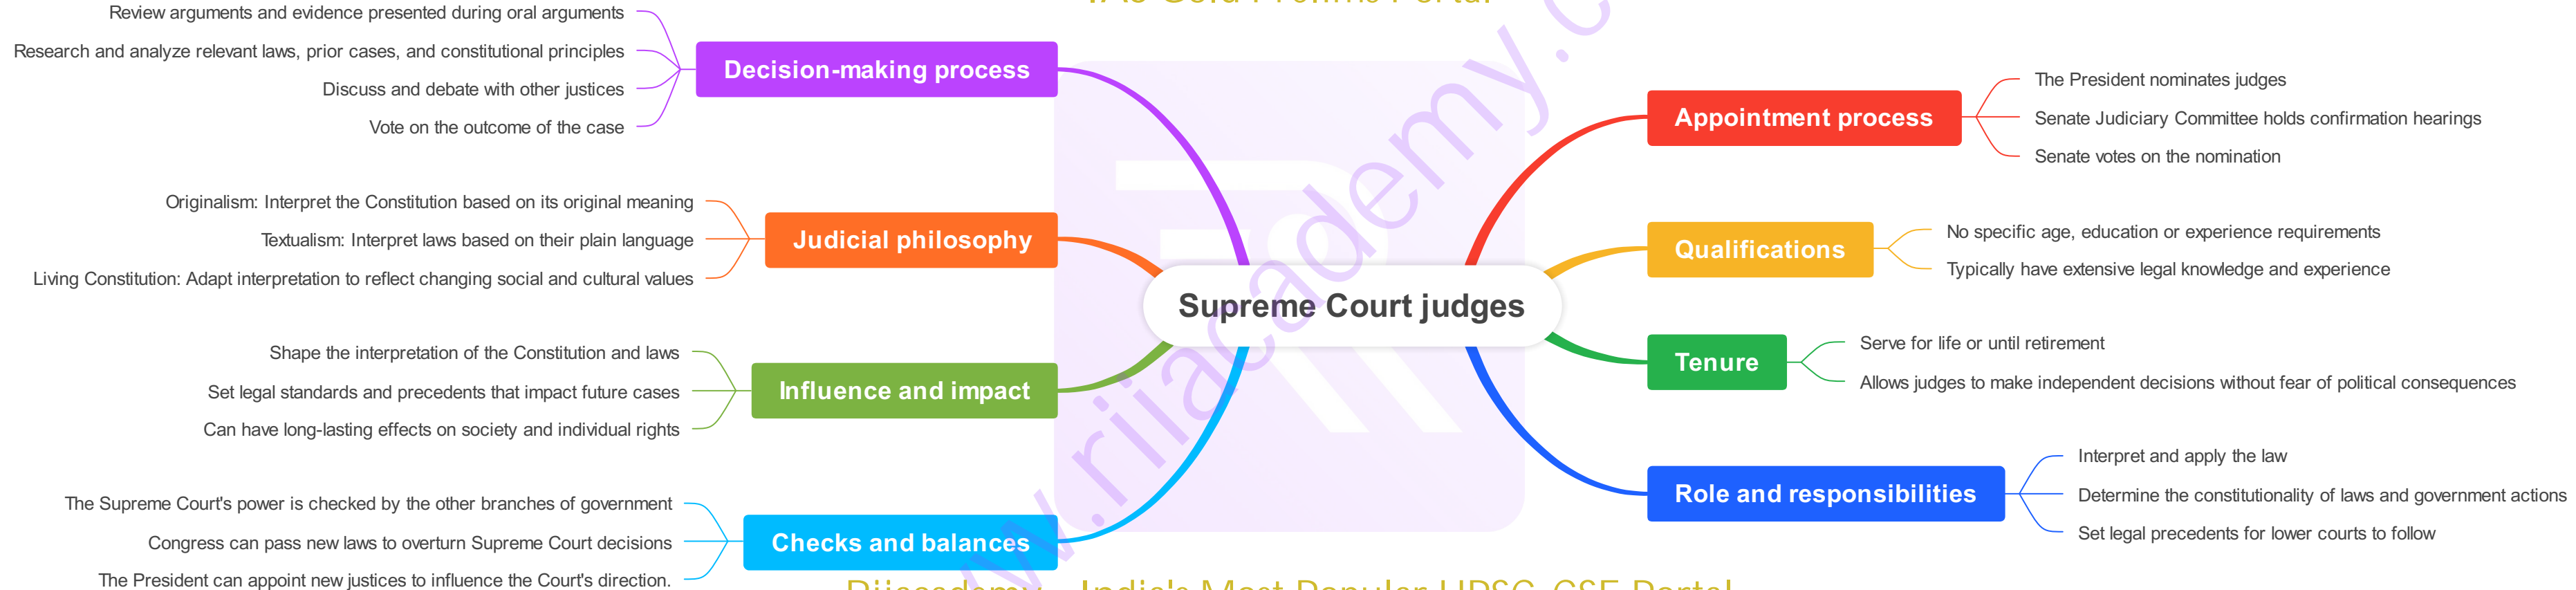 Review arguments and evidence presented during oral arguments
Research and analyze relevant laws, prior cases, and constitutional principles
Discuss and debate with other justices
Vote on the outcome of the case
Decision-making process
Originalism: Interpret the Constitution based on its original meaning
Textualism: Interpret laws based on their plain language
Living Constitution: Adapt interpretation to reflect changing social and cultural values
Judicial philosophy
Shape the interpretation of the Constitution and laws
Set legal standards and precedents that impact future cases
Can have long-lasting effects on society and individual rights
Influence and impact
The Supreme Court's power is checked by the other branches of government
Congress can pass new laws to overturn Supreme Court decisions
The President can appoint new justices to influence the Court's direction.
Checks and balances
Supreme Court judges
Appointment process
The President nominates judges
Senate Judiciary Committee holds confirmation hearings
Senate votes on the nomination
Qualifications
No specific age, education or experience requirements
Typically have extensive legal knowledge and experience
Tenure
Serve for life or until retirement
Allows judges to make independent decisions without fear of political consequences
Role and responsibilities
Interpret and apply the law
Determine the constitutionality of laws and government actions
Set legal precedents for lower courts to follow
w.riiacademy.c
India's Most Popular UPSC CSE Portal